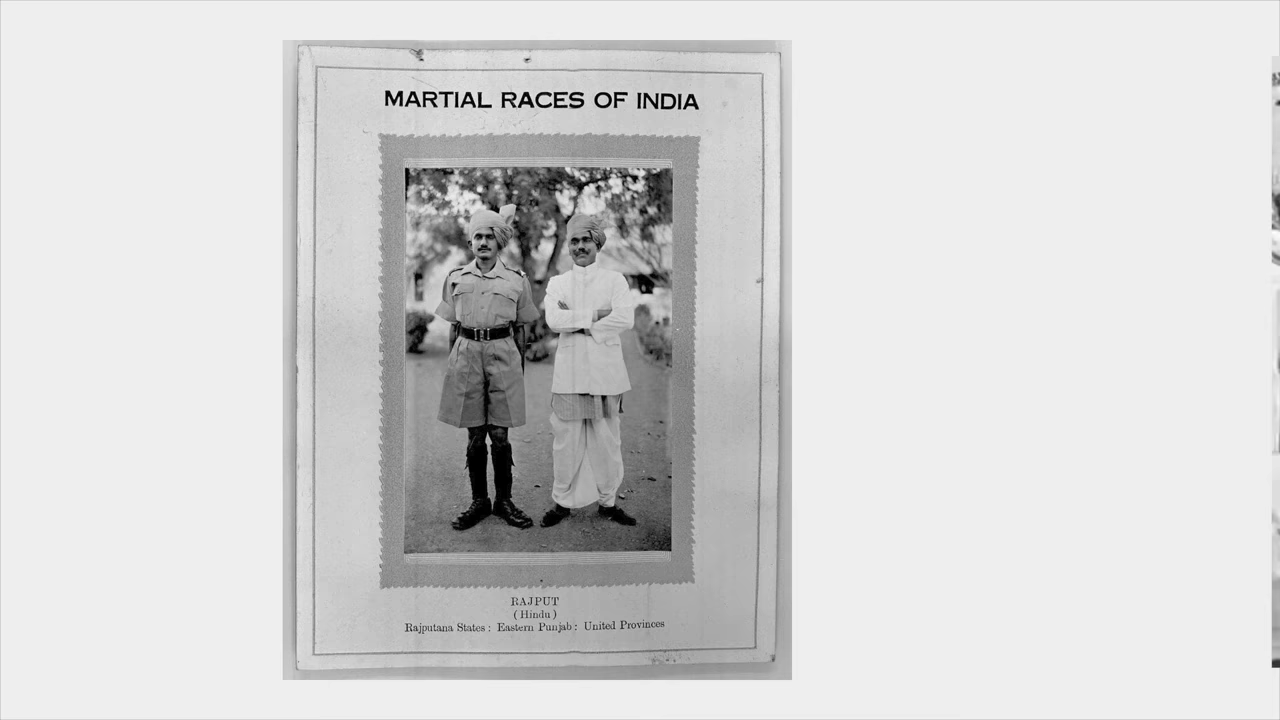 MARTIAL RACES OF INDIA
RAJPUT
(Hindu)
Rajputana States; Eastern Punjab: United Provinces